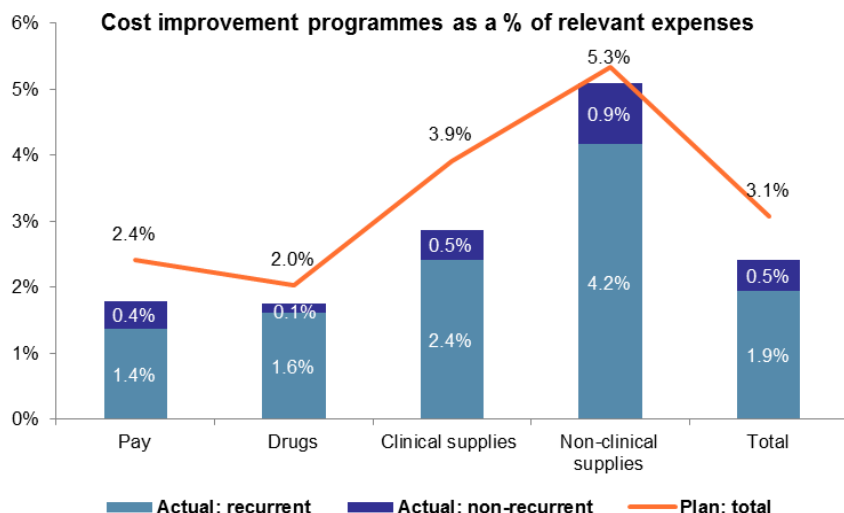 Cost improvement programmes as a % of relevant expenses
6%
5%
4%
3%
2%
1%
0%
2.4%
2.0%
3.9%
5.3%
3.1%
0.4%
0.1%
0.5%
0.9%
0.5%
1.4%
1.6%
2.4%
4.2%
1.9%
Pay
Drugs
Clinical supplies
Non-clinical
supplies
Total
Actual: recurrent
Actual: non-recurrent
Plan: total